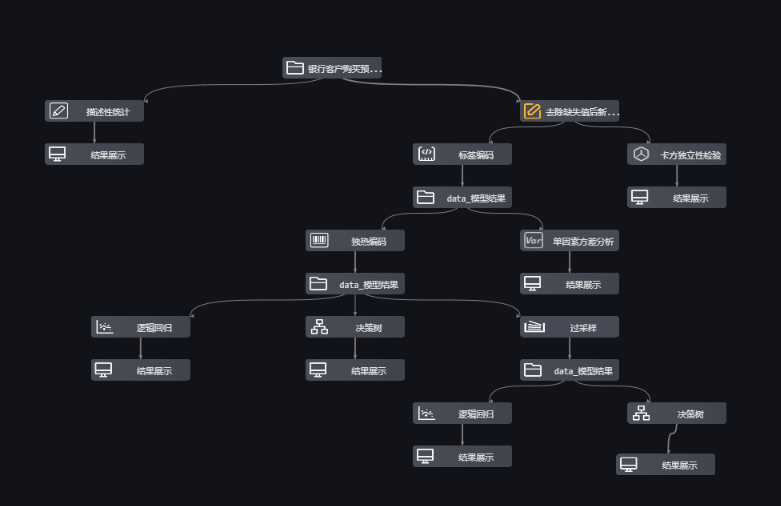 银行客户购买预...
描述性统计
去除缺失值后新...
结果展示
标签编码
卡方独立性检验
data_模型结果
结果展示
独热编码
单因素方差分析
data_模型结果
结果展示
逻辑回归
决策树
过采样
结果展示
结果展示
data_模型结果
逻辑回归
决策树
结果展示
结果展示